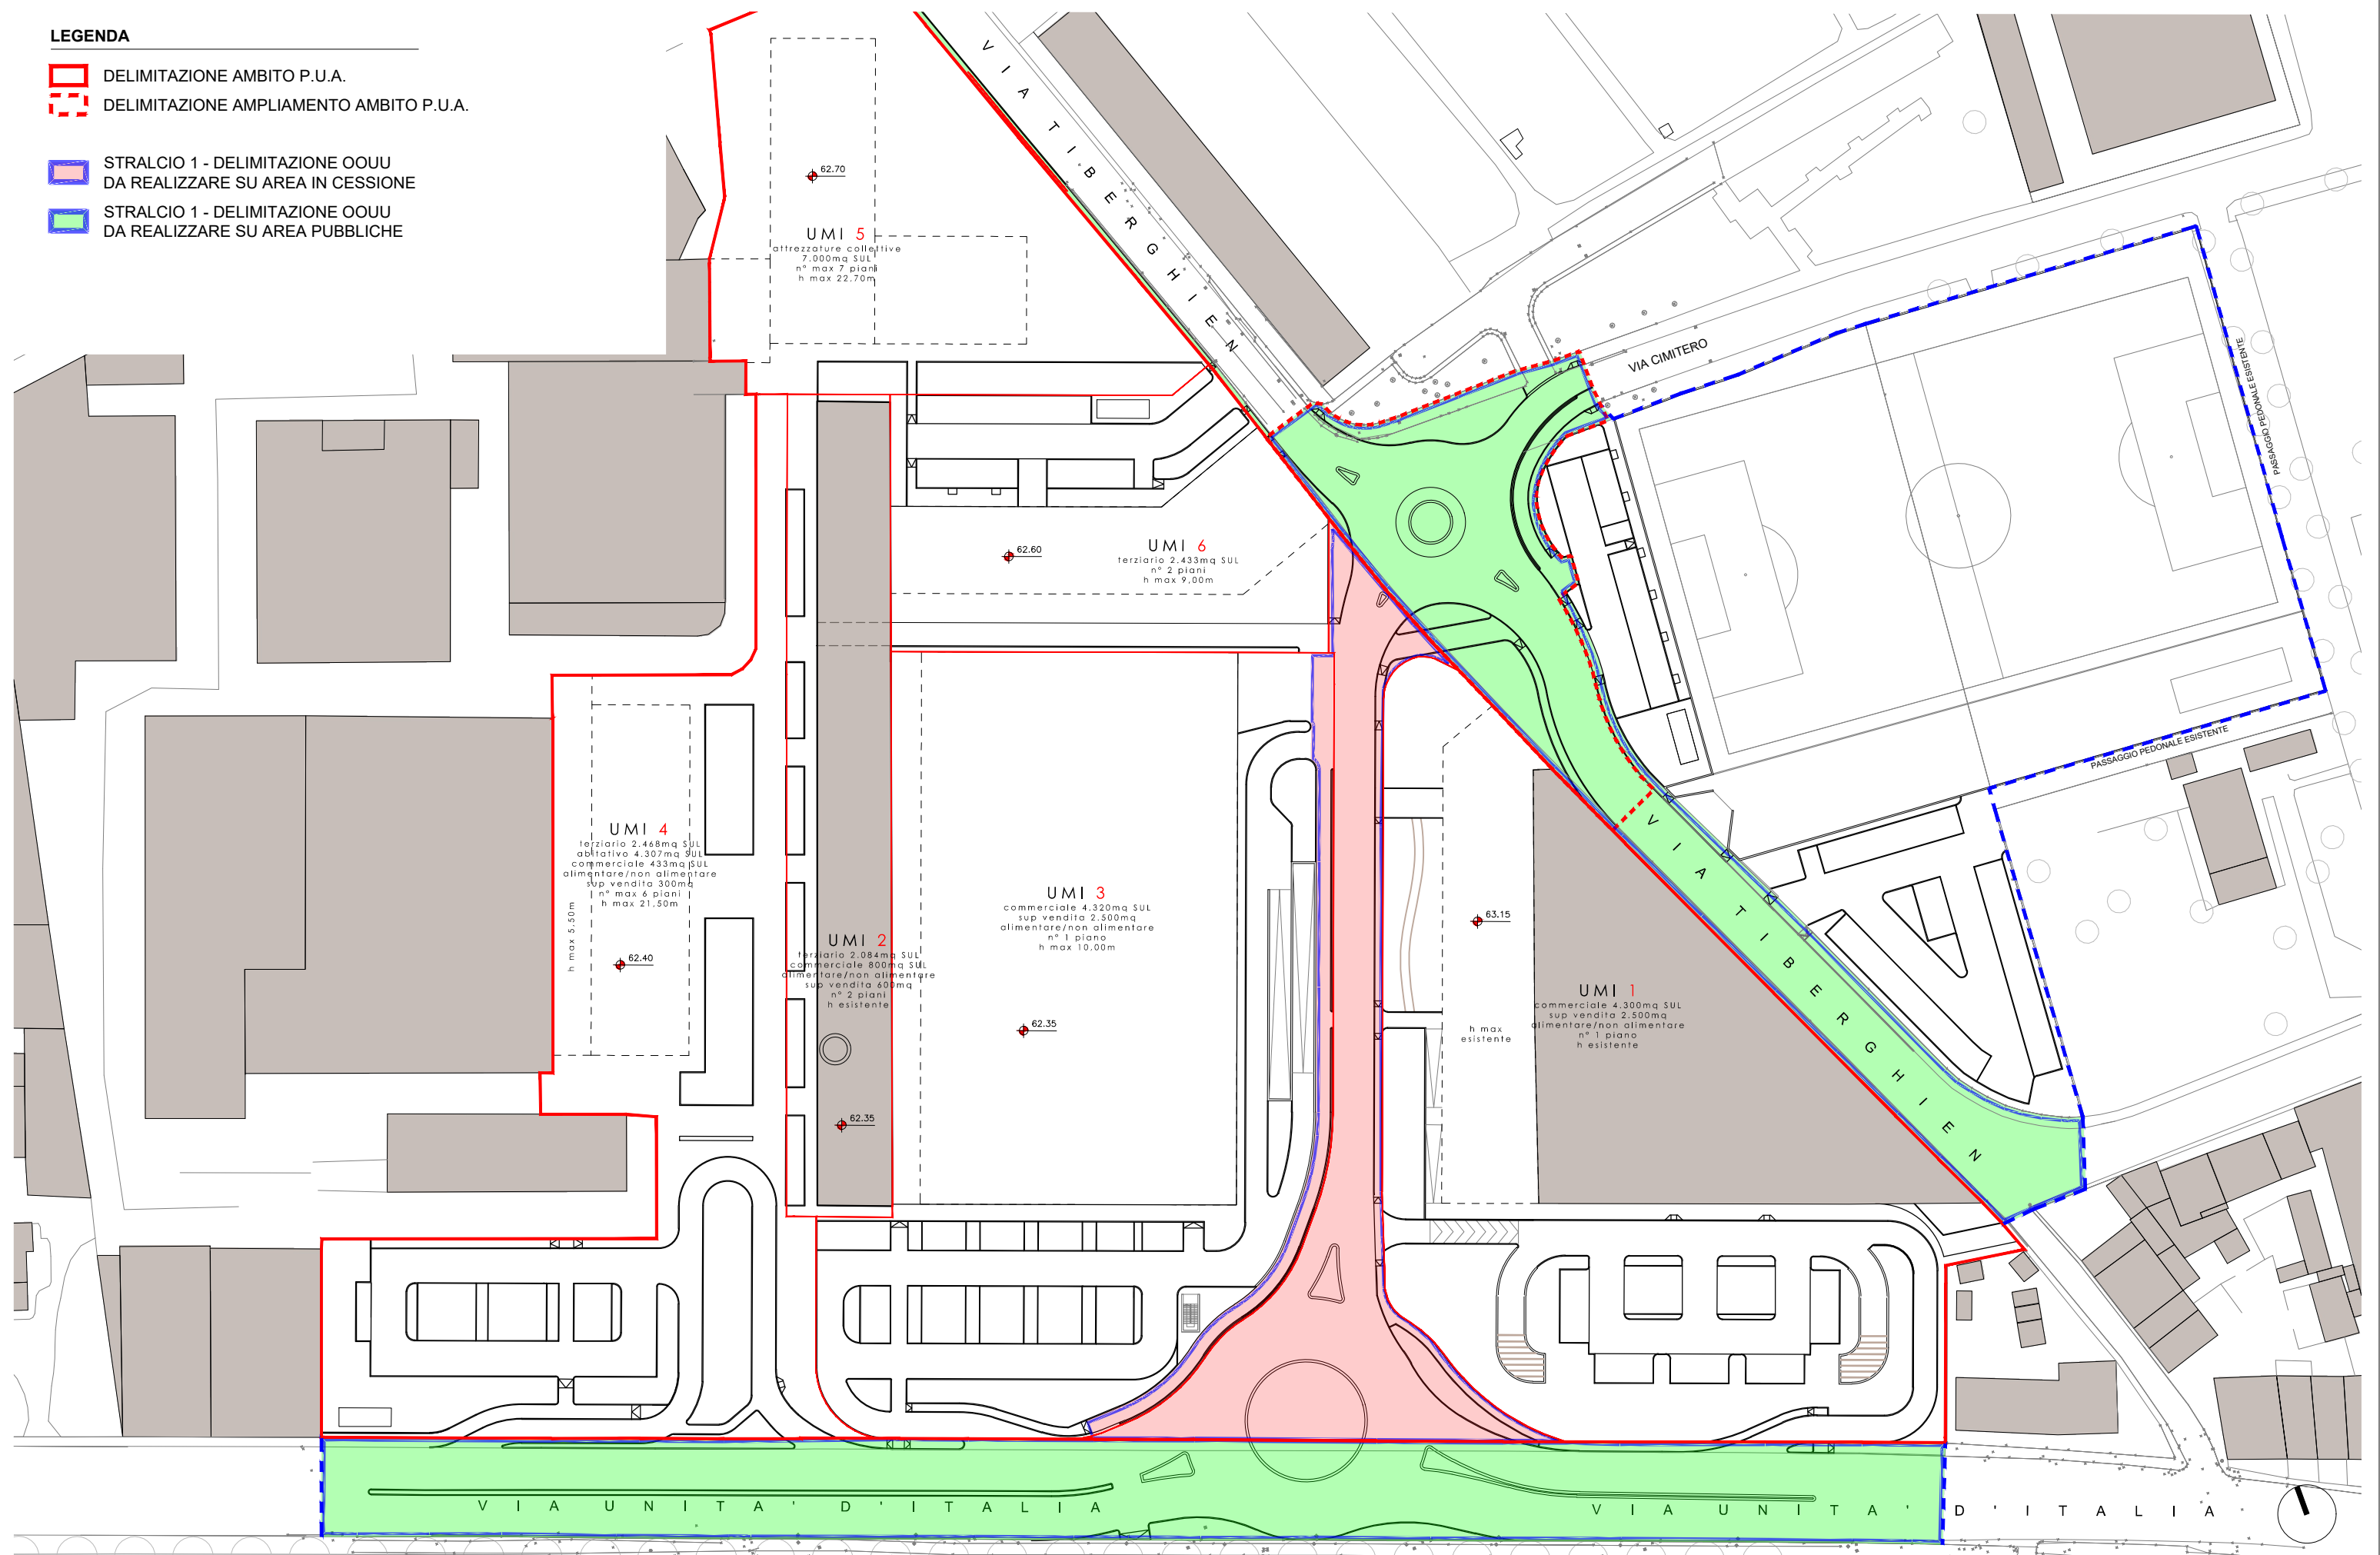 LEGENDA
DELIMITAZIONE AMBITO P.U.A.
DELIMITAZIONE AMPLIAMENTO AMBITO P.U.A.
STRALCIO 1 - DELIMITAZIONE OOUU
DA REALIZZARE SU AREA IN CESSIONE
STRALCIO 1 - DELIMITAZIONE OOUU
DA REALIZZARE SU AREA PUBBLICHE
VIA TIBERGHIEN
62.70
UMI 5
attrezzature collettive
7.000mq SUL
n° max 7 piani
h max 22.70m
VIA CIMITERO
PASSAGGIO PEDONALE ESISTENTE
62.60
UMI 6
terziario 2.433mq SUL
n° 2 piani
h max 9,00m
PASSAGGIO PEDONALE ESISTENTE
UMI 4
terziario 2.468mq SUL
abitativo 4.307mq SUL
commerciale 433mq SUL
alimentare/non alimentare
sup vendita 300mq
n° max 6 piani
h max 21.50m
h max 5.50m
62.40
UMI 2
terziario 2.084mq SUL
commerciale 800mq SUL
alimentare/non alimentare
sup vendita 600mq
n° 2 piani
h esistente
62.35
UMI 3
commerciale 4.320mq SUL
sup vendita 2.500mq
alimentare/non alimentare
n° 1 piano
h max 10,00m
62.35
63.15
h max
esistente
UMI 1
commerciale 4.300mq SUL
sup vendita 2.500mq
alimentare/non alimentare
n° 1 piano
h esistente
VIA TIBERGHIEN
VIA UNITA' D'ITALIA
VIA UNITA' D'ITALIA